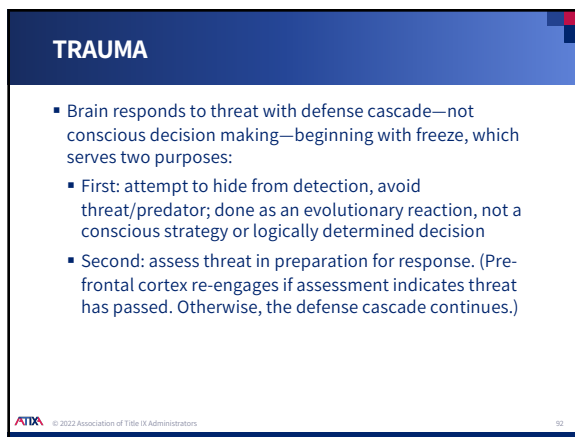 TRAUMA
▪ Brain responds to threat with defense cascade—not
conscious decision making—beginning with freeze, which
serves two purposes:
▪ First: attempt to hide from detection, avoid
threat/predator; done as an evolutionary reaction, not a
conscious strategy or logically determined decision
▪ Second: assess threat in preparation for response. (Pre-
frontal cortex re-engages if assessment indicates threat
has passed. Otherwise, the defense cascade continues.)
ATIXA © 2022 Association of Title IX Administrators 92